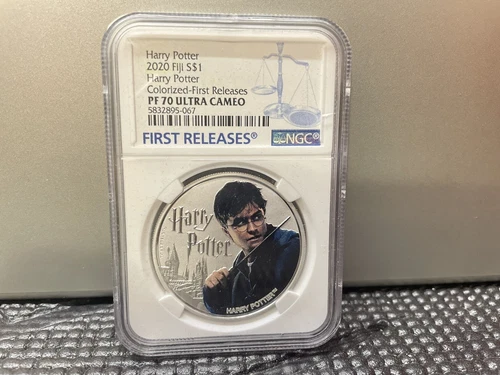 Harry Potter
2020 Fiji S$1
Harry Potter
Colorized-First Releases
PF 70 ULTRA CAMEO
5832895-067
FIRST RELEASES®
NGC®
Harry
Potter
HARRY POTTER™